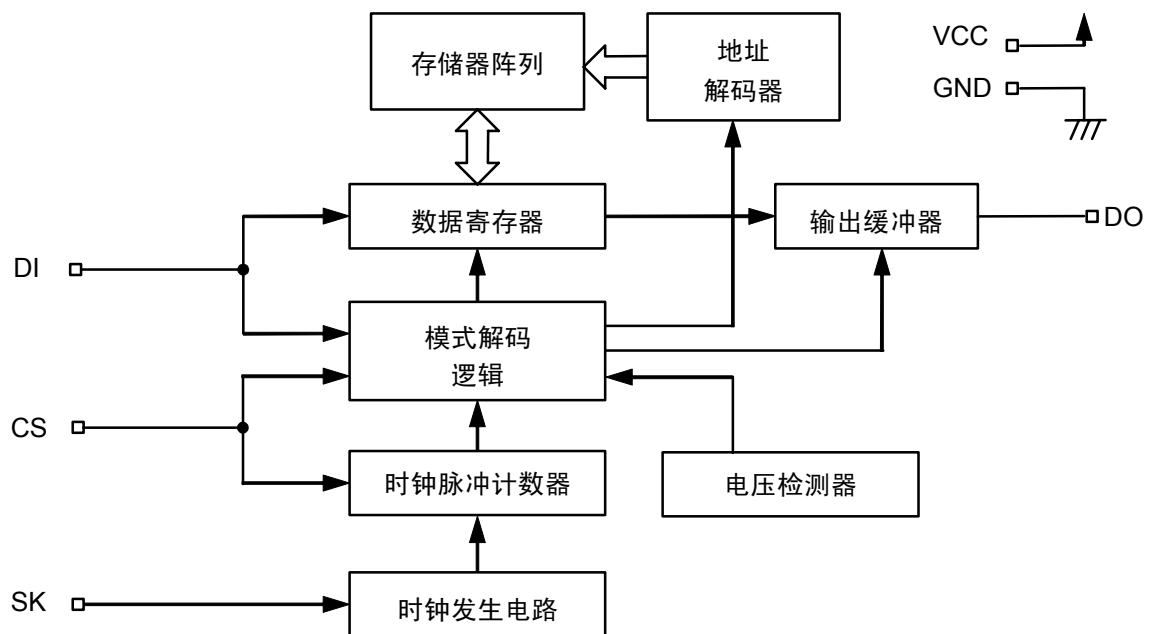 存储器阵列
地址
解码器
VCC
GND
数据寄存器
输出缓冲器
DO
DI
模式解码
逻辑
CS
时钟脉冲计数器
电压检测器
SK
时钟发生电路